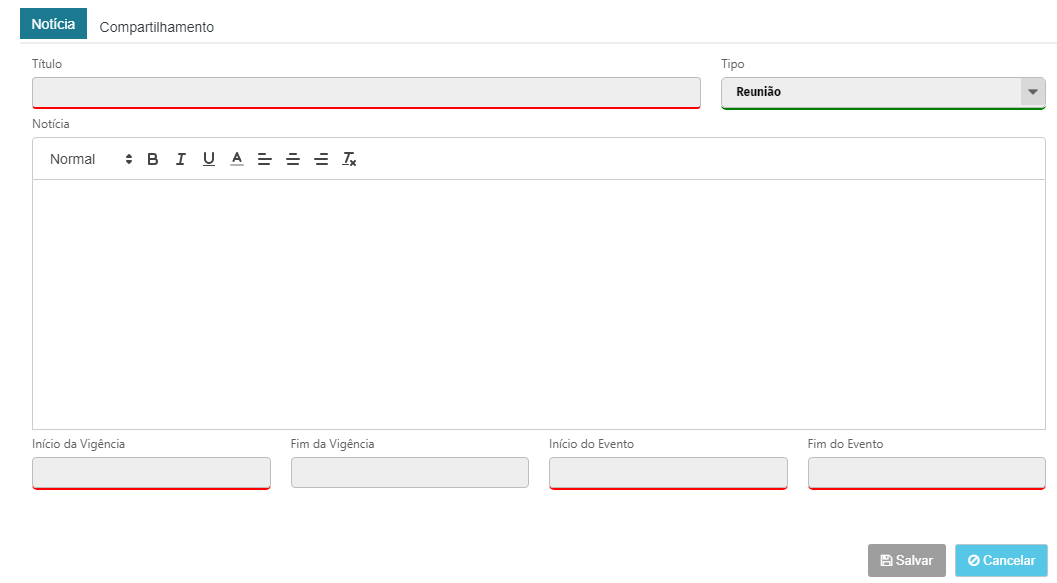 Notícia Compartilhamento
Título Tipo
Reunião
Notícia
Normal B I U A
Início da Vigência Fim da Vigência Início do Evento Fim do Evento
Salvar Cancelar